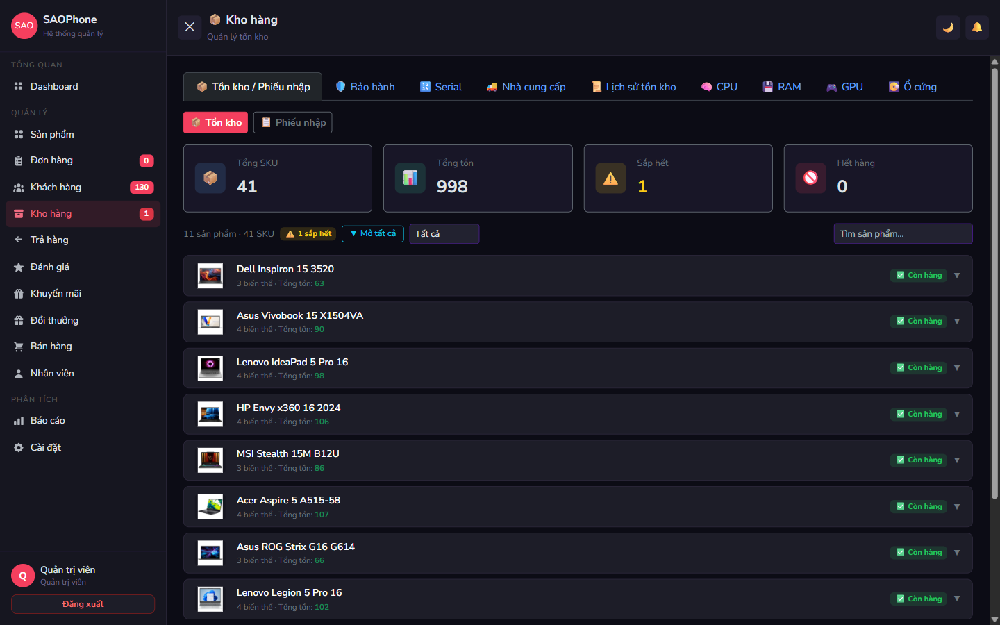 SAO
SAOPhone
Hệ thống quản lý
TỔNG QUAN
Dashboard
QUẢN LÝ
Sản phẩm
Đơn hàng 0
Khách hàng 130
Kho hàng 1
Trả hàng
Đánh giá
Khuyến mãi
Đổi thưởng
Bán hàng
Nhân viên
PHÂN TÍCH
Báo cáo
Cài đặt
Q
Quản trị viên
Quản trị viên
Đăng xuất
Kho hàng
Quản lý tồn kho
Tồn kho / Phiếu nhập Bảo hành Serial Nhà cung cấp Lịch sử tồn kho CPU RAM GPU Ổ cứng
Tồn kho Phiếu nhập
Tổng SKU
41
Tổng tồn
998
Sắp hết
1
Hết hàng
0
11 sản phẩm · 41 SKU 1 sắp hết ▼ Mở tất cả Tất cả Tìm sản phẩm...
Dell Inspiron 15 3520
3 biến thể · Tổng tồn: 63
Còn hàng ▼
Asus Vivobook 15 X1504VA
4 biến thể · Tổng tồn: 90
Còn hàng ▼
Lenovo IdeaPad 5 Pro 16
4 biến thể · Tổng tồn: 98
Còn hàng ▼
HP Envy x360 16 2024
4 biến thể · Tổng tồn: 106
Còn hàng ▼
MSI Stealth 15M B12U
3 biến thể · Tổng tồn: 86
Còn hàng ▼
Acer Aspire 5 A515-58
4 biến thể · Tổng tồn: 107
Còn hàng ▼
Asus ROG Strix G16 G614
3 biến thể · Tổng tồn: 66
Còn hàng ▼
Lenovo Legion 5 Pro 16
4 biến thể · Tổng tồn: 102
Còn hàng ▼